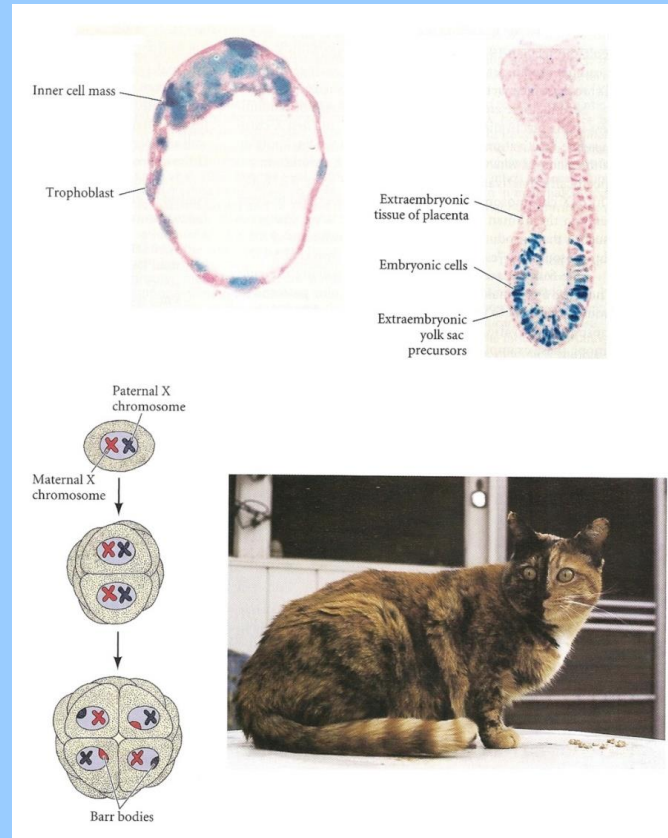 Inner cell mass
Trophoblast
Extraembryonic
tissue of placenta
Embryonic cells
Extraembryonic
yolk sac
precursors
Paternal X
chromosome
Maternal X
chromosome
Barr bodies